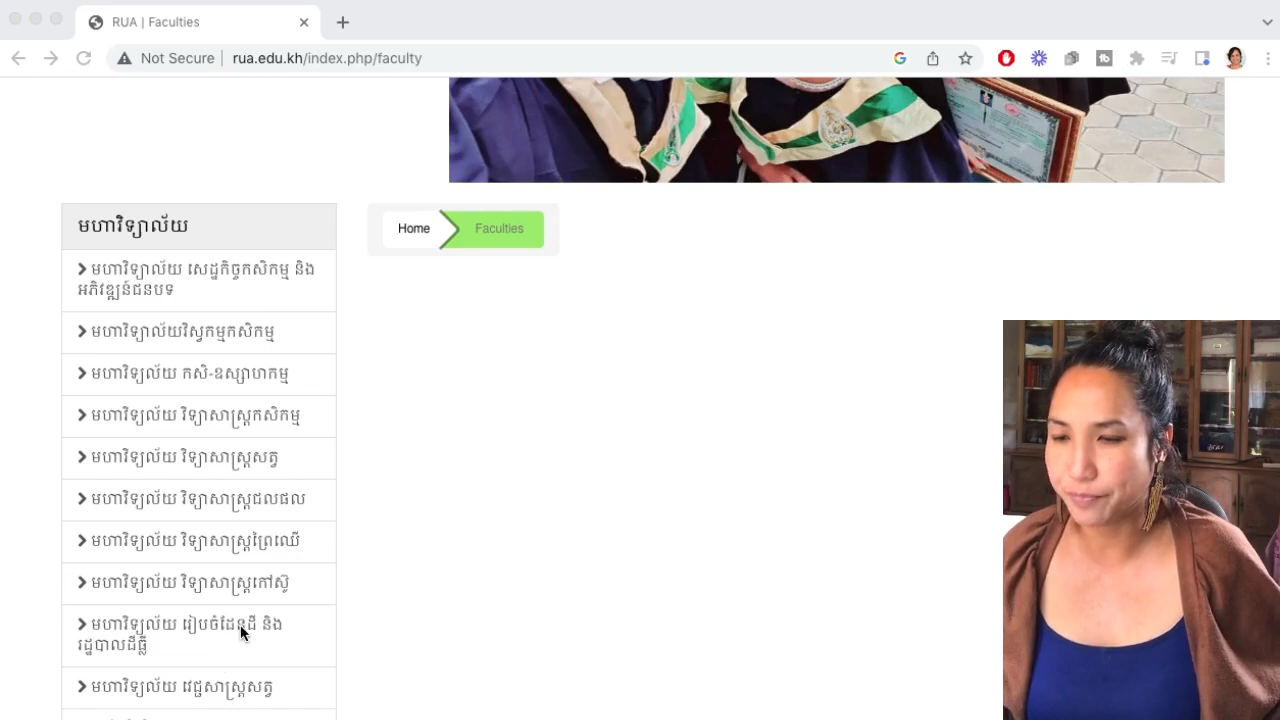 RUA | Faculties
Not Secure
rua.edu.kh/index.php/faculty
មហាវិទ្យាល័យ
Home
Faculties
មហាវិទ្យាល័យ សេដ្ឋកិច្ចកសិកម្ម និង
អភិវឌ្ឍន៍ជនបទ
មហាវិទ្យាល័យវិស្វកម្មកសិកម្ម
មហាវិទ្យល័យ កសិ-ឧស្សាហកម្ម
មហាវិទ្យល័យ វិទ្យាសាស្ត្រកសិកម្ម
មហាវិទ្យល័យ វិទ្យាសាស្ត្រសត្វ
មហាវិទ្យល័យ វិទ្យាសាស្ត្រជលផល
មហាវិទ្យល័យ វិទ្យាសាស្ត្រព្រៃឈើ
មហាវិទ្យល័យ វិទ្យាសាស្ត្រកៅស៊ូ
មហាវិទ្យល័យ រៀបចំដែនដី និង
រដ្ឋបាលដីធ្លី
មហាវិទ្យល័យ វេជ្ជសាស្ត្រសត្វ